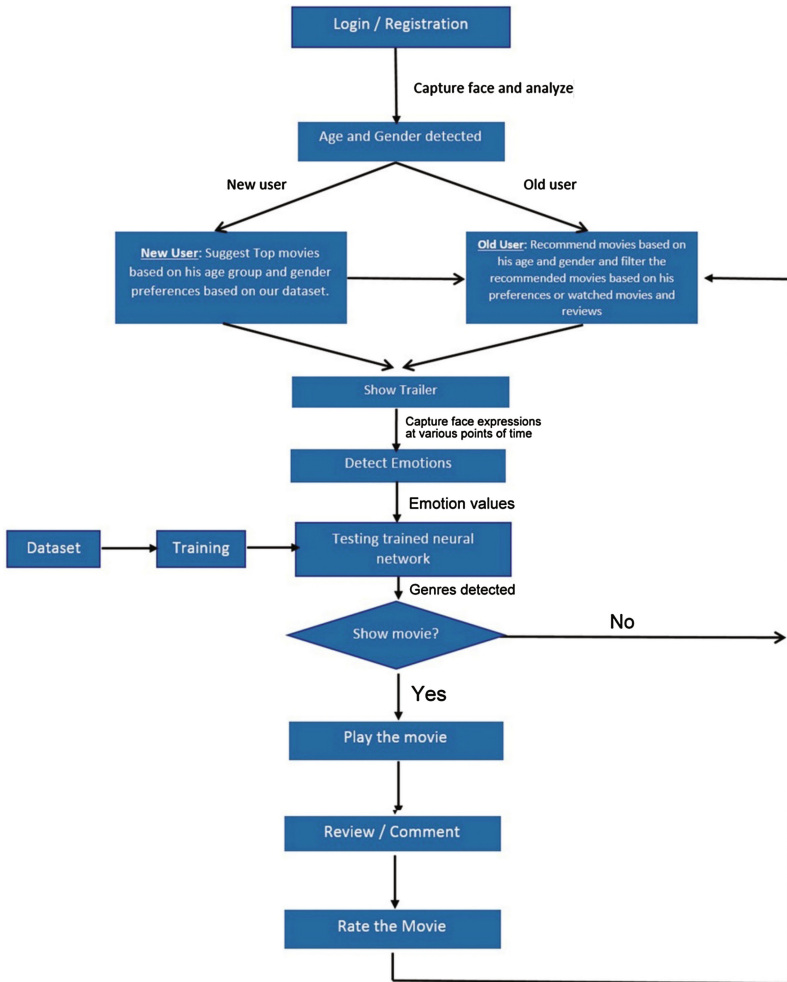 Login / Registration
Capture face and analyze
Age and Gender detected
New user
Old user
New User: Suggest Top movies
based on his age group and gender
preferences based on our dataset.
Old User: Recommend movies based on
his age and gender and filter the
recommended movies based on his
preferences or watched movies and
reviews
Show Trailer
Capture face expressions
at various points of time
Detect Emotions
Emotion values
Dataset
Training
Testing trained neural
network
Genres detected
Show movie?
No
Yes
Play the movie
Review / Comment
Rate the Movie